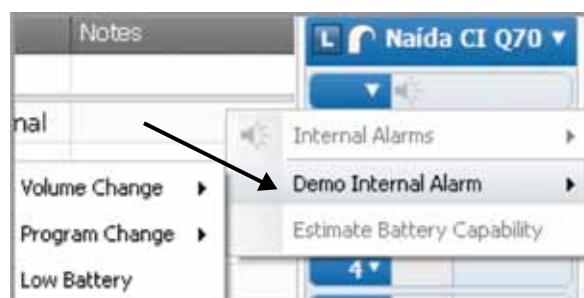 Notes
L Naída CI Q70
nal
Internal Alarms
Volume Change
Demo Internal Alarm
Program Change
Estimate Battery Capability
Low Battery
4